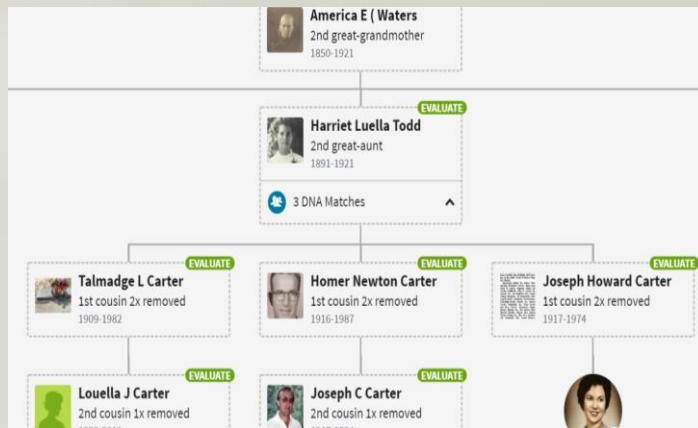 America E ( Waters
2nd great-grandmother
1850-1921
EVALUATE
Harriet Luella Todd
2nd great-aunt
1891-1921
3 DNA Matches
EVALUATE
Talmadge L Carter
1st cousin 2x removed
1909-1982
EVALUATE
Homer Newton Carter
1st cousin 2x removed
1916-1987
EVALUATE
Joseph Howard Carter
1st cousin 2x removed
1917-1974
EVALUATE
Louella J Carter
2nd cousin 1x removed
EVALUATE
Joseph C Carter
2nd cousin 1x removed